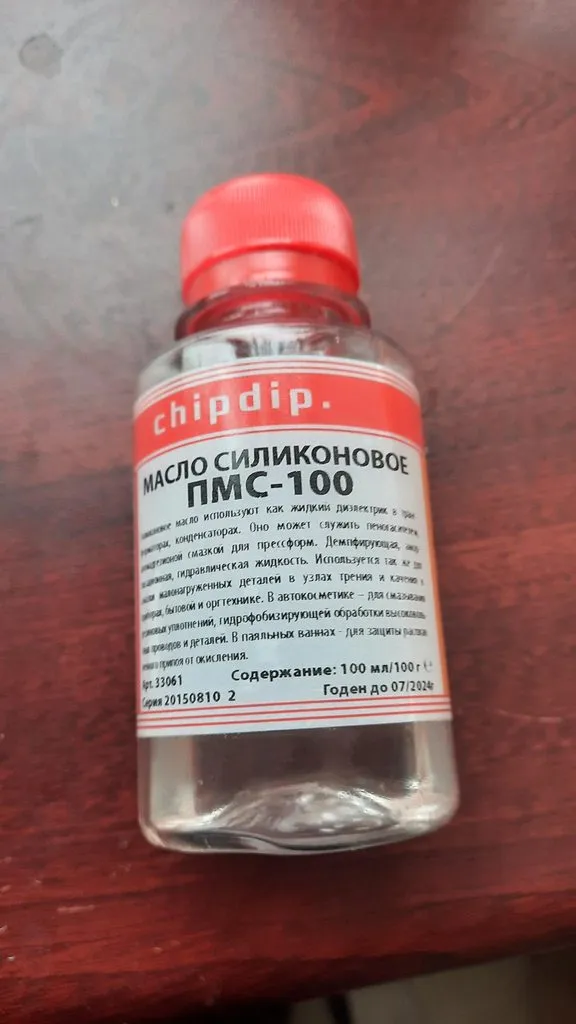 chipdip.
МАСЛО СИЛИКОНОВОЕ
ПМС-100
масло используют как жидкий диэлектрик в
конденсаторах. Оно может служить пеногасителем,
смазкой для прессформ. Демпфирующая,
гидравлическая жидкость. Используется так же для
малонагруженных деталей в узлах трения и качения в
бытовой и оргтехнике. В автокосметике – для смазывания
уплотнений, гидрофобизирующей обработки
проводов и деталей. В паяльных ваннах - для защиты
припоя от окисления.
Арт. 33061
Содержание: 100 мл/100 г
Серия 20150810 2
Годен до 07/2024г